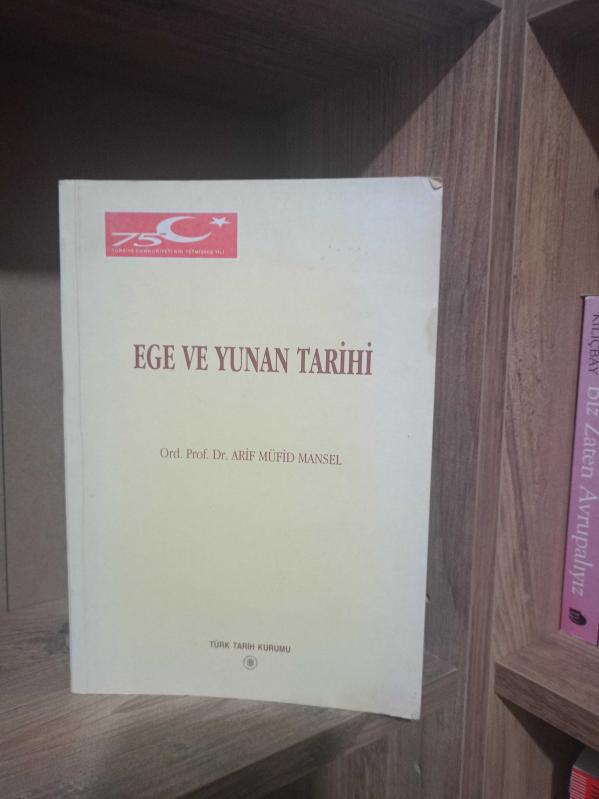 75
TÜRKİYE CUMHURİYETİ'NİN YETMİŞBEŞ YILI
EGE VE YUNAN TARİHİ
Ord. Prof. Dr. ARİF MÜFİD MANSEL
TÜRK TARİH KURUMU
KILIÇBAY
Biz Zaten Avrupalıyız